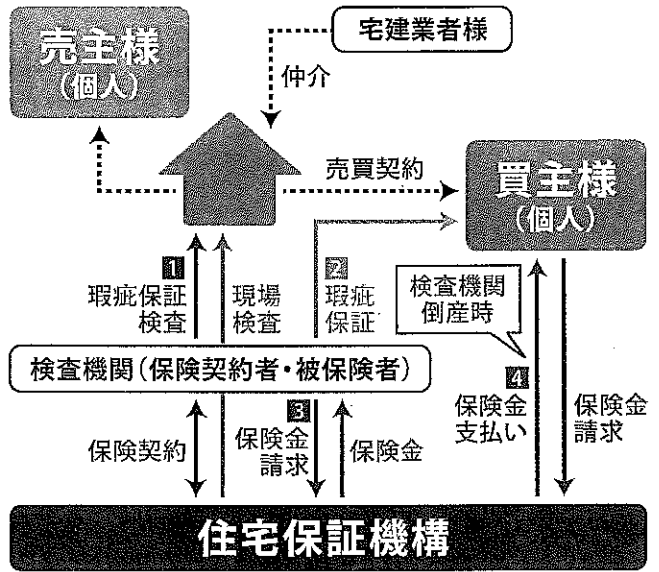 宅建業者様
売主様
（個人）
仲介
売買契約
買主様
（個人）
1
瑕疵保証
検査
現場
検査
2
瑕疵
保証
検査機関
倒産時
検査機関（保険契約者・被保険者）
保険契約
3
保険金
請求
保険金
4
保険金
支払い
保険金
請求
住宅保証機構